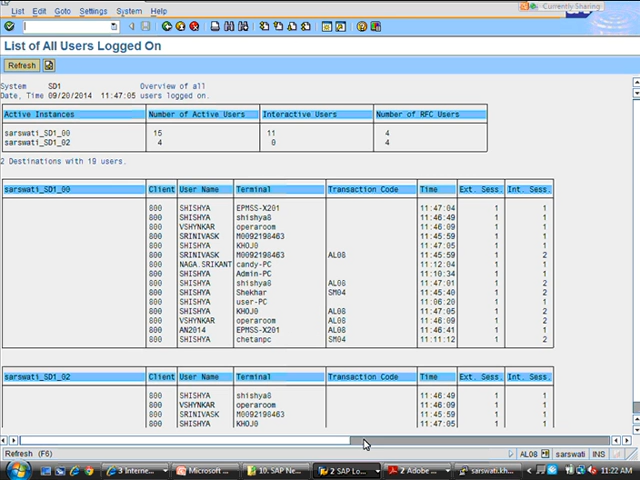 List Edit Goto Settings System Help
Currently Sharing
List of All Users Logged On
Refresh
System SD1 Overview of all
Date, Time 09/20/2014 11:47:05 users logged on.
Active Instances Number of Active Users Interactive Users Number of RFC Users
sarswati_SD1_00 15 11 4
sarswati_SD1_02 4 0 4
2 Destinations with 19 users.
sarswati_SD1_00 Client User Name Terminal Transaction Code Time Ext. Sess. Int. Sess.
800 SHISHYA EPMSS-X201 11:47:04 1 1
800 SHISHYA shishya8 11:46:49 1 1
800 VSHYNKAR operaroom 11:46:09 1 1
800 SRINIVASK M0092198463 11:45:59 1 1
800 SHISHYA KHOJ0 11:47:05 1 1
800 SRINIVASK M0092198463 AL08 11:45:59 1 2
800 NAGA.SRIKANT candy-PC 11:12:04 1 1
800 SHISHYA Admin-PC 11:10:34 1 1
800 SHISHYA shishya8 AL08 11:47:01 1 2
800 SHISHYA Shekhar SM04 11:45:40 1 2
800 SHISHYA user-PC 11:06:20 1 1
800 SHISHYA KHOJ0 AL08 11:47:05 1 2
800 VSHYNKAR operaroom AL08 11:46:09 1 2
800 AN2014 EPMSS-X201 AL08 11:46:41 1 2
800 SHISHYA chetanpc SM04 11:11:12 1 2
sarswati_SD1_02 Client User Name Terminal Transaction Code Time Ext. Sess. Int. Sess.
800 SHISHYA shishya8 11:46:49 1 1
800 VSHYNKAR operaroom 11:46:09 1 1
800 SRINIVASK M0092198463 11:45:59 1 1
800 SHISHYA KHOJ0 11:47:05 1 1
Refresh (F6) AL08 sarswati INS
3 Internet... Microsoft ... 10. SAP Ne... 2 SAP Lo... 2 Adobe ... sarswati.kh... 11:22 AM